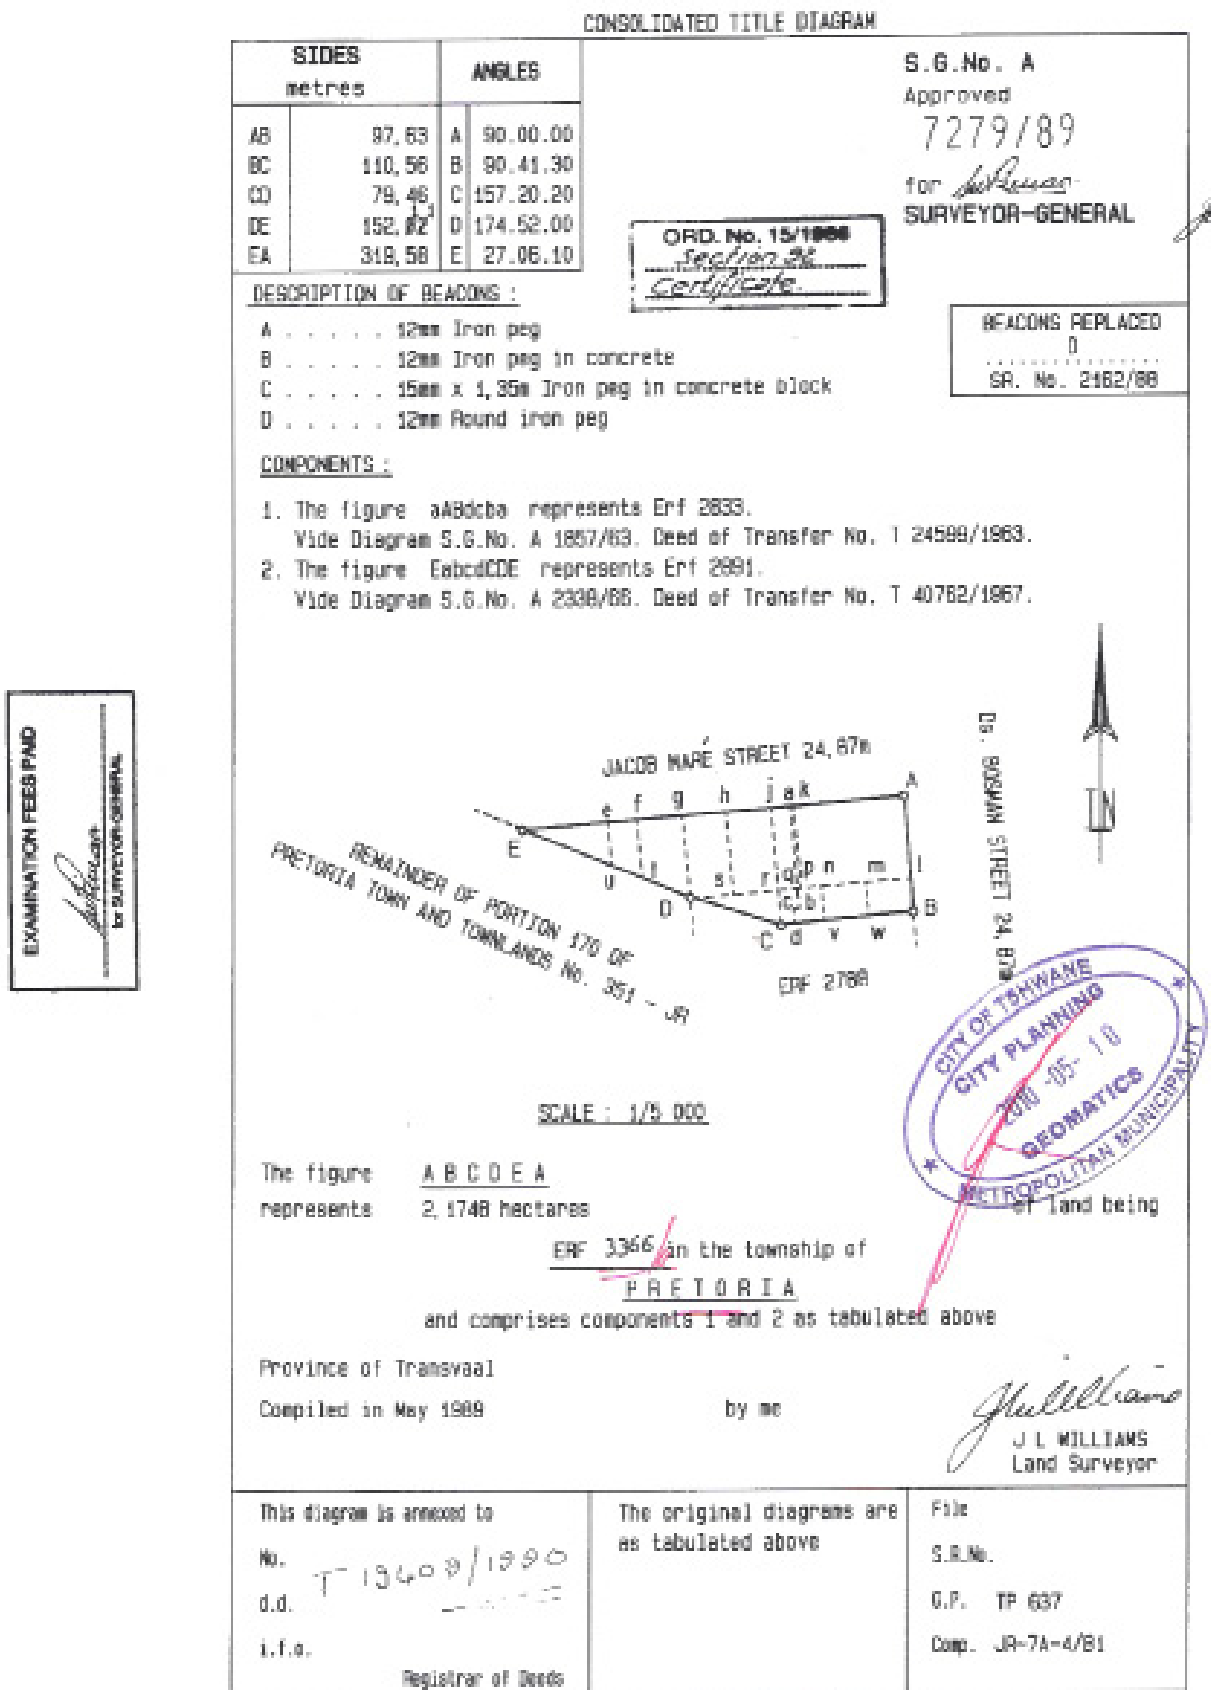 CONSOLIDATED TITLE DIAGRAM
SIDES
metres
ANGLES
AB 97,63 A 90.00.00
BC 110,56 B 90.41.30
CD 79,46 C 157.20.20
DE 152, D 174.52.00
EA 319,58 E 27.06.10
S.G.No. A
Approved
7279/89
for
SURVEYOR-GENERAL
ORD. No. 15/1986
Section 92
Certificate.
DESCRIPTION OF BEACONS :
A . . . . . 12mm Iron peg
B . . . . . 12mm Iron peg in concrete
C . . . . . 15mm x 1,35m Iron peg in concrete block
D . . . . . 12mm Round iron peg
BEACONS REPLACED
D
SR. No. 2162/88
COMPONENTS :
1. The figure aABdcba represents Erf 2833.
Vide Diagram S.G.No. A 1857/63. Deed of Transfer No. T 24599/1963.
2. The figure EabcdCDE represents Erf 2891.
Vide Diagram S.G.No. A 2338/66. Deed of Transfer No. T 40762/1967.
EXAMINATION FEES PAID
for SURVEYOR-GENERAL
JACOB MARÉ STREET 24,87m
Dr. BOSMAN STREET 24,87m
TN
e f g h j a k A
E
u t D s r q p n m l
c b B
C d v w
REMAINDER OF PORTION 170 OF
PRETORIA TOWN AND TOWNLANDS No. 351 - JR
ERF 2788
CITY OF TSHWANE
CITY PLANNING
2010 -05- 10
GEOMATICS
METROPOLITAN MUNICIPALITY
SCALE : 1/5 000
The figure A B C D E A
represents 2,1748 hectares of land being
ERF 3366 in the township of
PRETORIA
and comprises components 1 and 2 as tabulated above
Province of Transvaal
Compiled in May 1989 by me
J L WILLIAMS
Land Surveyor
This diagram is annexed to
No. T 19409/1990
d.d.
i.f.o.
Registrar of Deeds
The original diagrams are
as tabulated above
File
S.R.No.
G.P. TP 637
Comp. JR-7A-4/B1